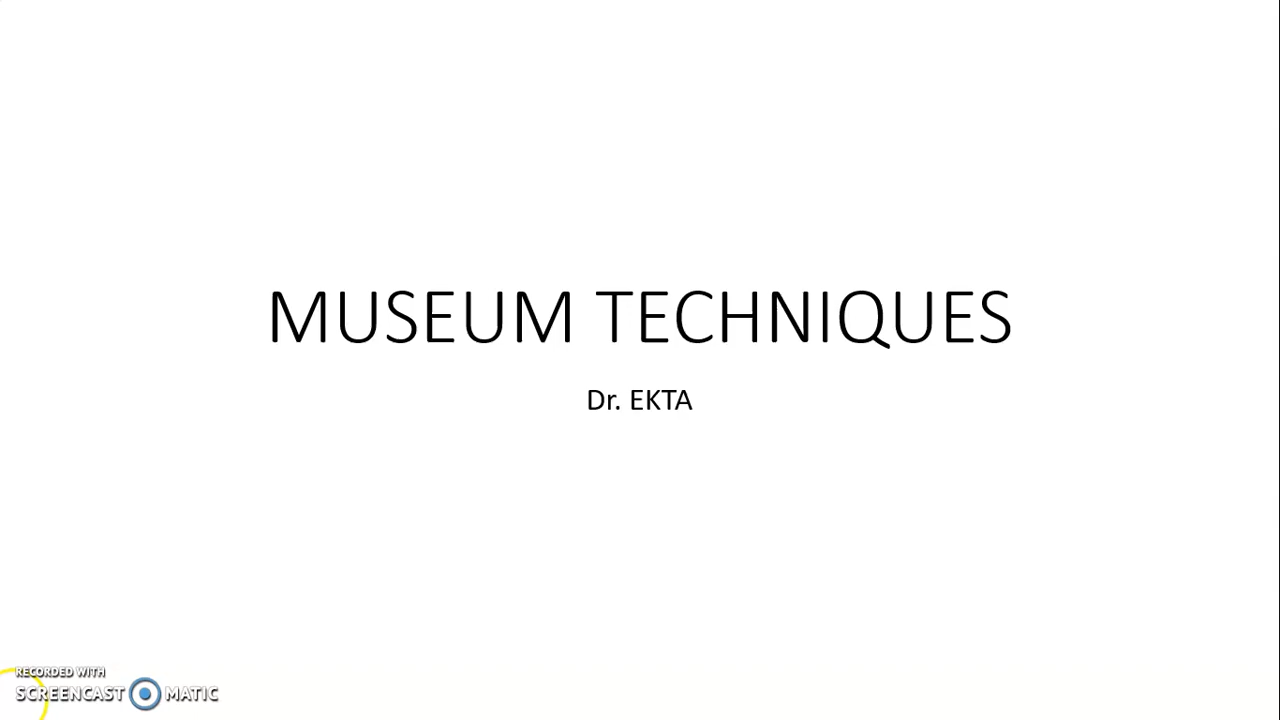 MUSEUM TECHNIQUES
Dr. EKTA
RECORDED WITH
SCREENCAST MATIC